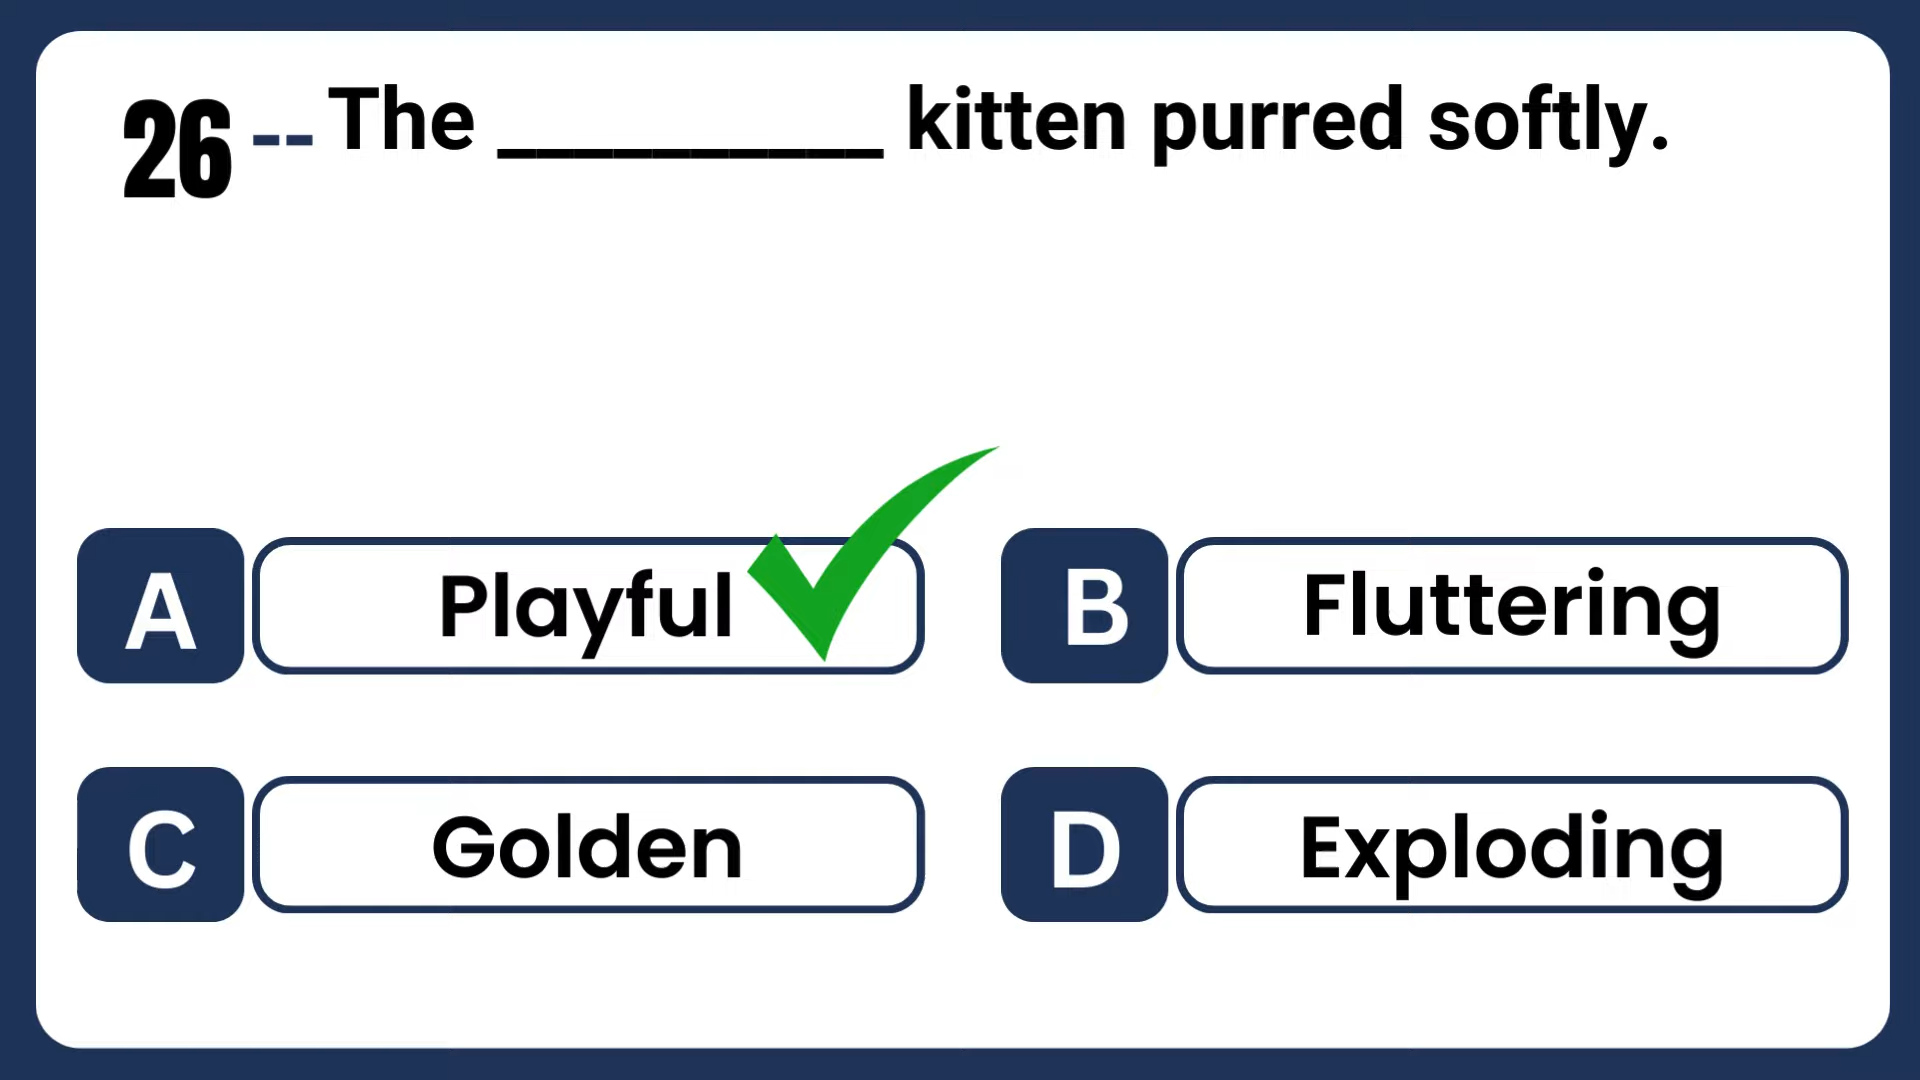 26 -- The __________ kitten purred softly.
A Playful
B Fluttering
C Golden
D Exploding